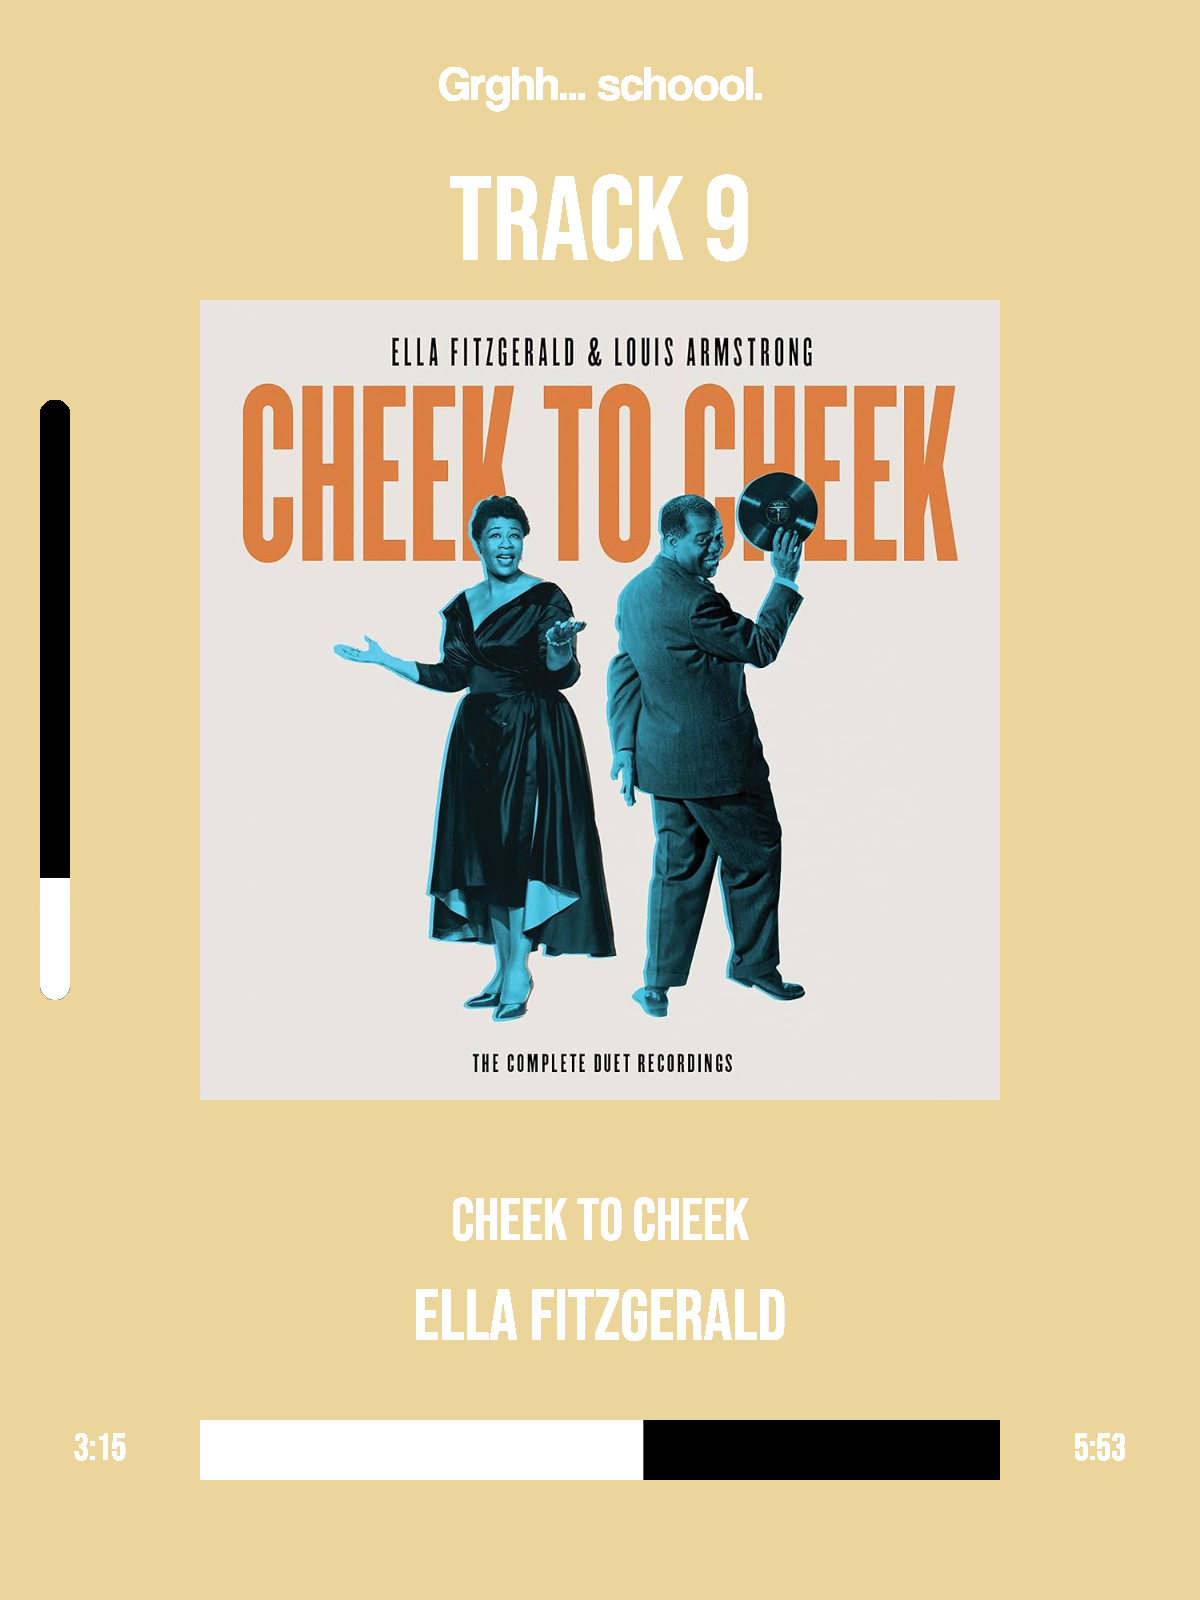 Grghh... schoool.
TRACK 9
ELLA FITZGERALD & LOUIS ARMSTRONG
CHEEK TO CHEEK
THE COMPLETE DUET RECORDINGS
CHEEK TO CHEEK
ELLA FITZGERALD
3:15
5:53